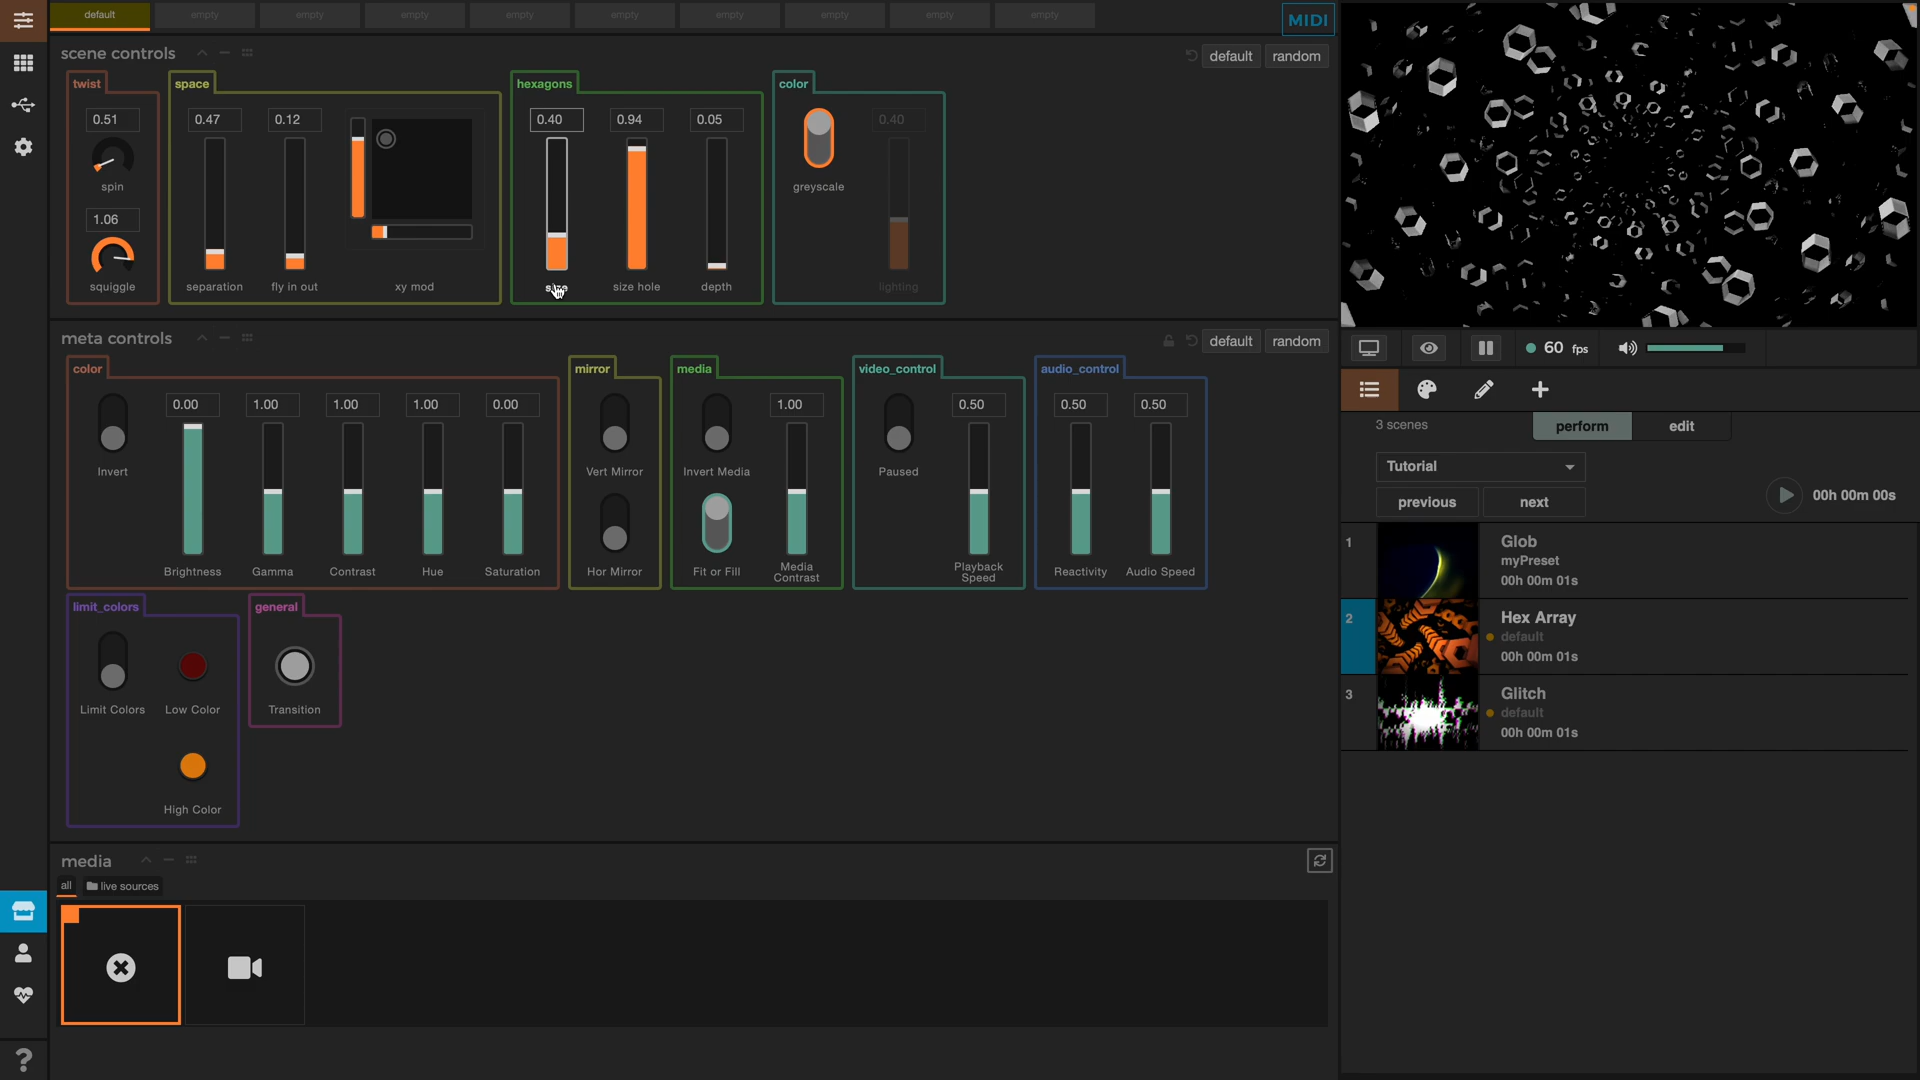 default
empty
empty
empty
empty
empty
empty
empty
empty
empty
MIDI
scene controls
default
random
twist
0.51
spin
1.06
squiggle
space
0.47
separation
0.12
fly in out
xy mod
hexagons
0.40
size
0.94
size hole
0.05
depth
color
greyscale
0.40
lighting
meta controls
default
random
color
Invert
0.00
Brightness
1.00
Gamma
1.00
Contrast
1.00
Hue
0.00
Saturation
mirror
Vert Mirror
Hor Mirror
media
Invert Media
Fit or Fill
1.00
Media
Contrast
video_control
Paused
0.50
Playback
Speed
audio_control
0.50
Reactivity
0.50
Audio Speed
limit_colors
Limit Colors
Low Color
High Color
general
Transition
media
all
live sources
60 fps
3 scenes
perform
edit
Tutorial
previous
next
00h 00m 00s
1
Glob
myPreset
00h 00m 01s
2
Hex Array
default
00h 00m 01s
3
Glitch
default
00h 00m 01s